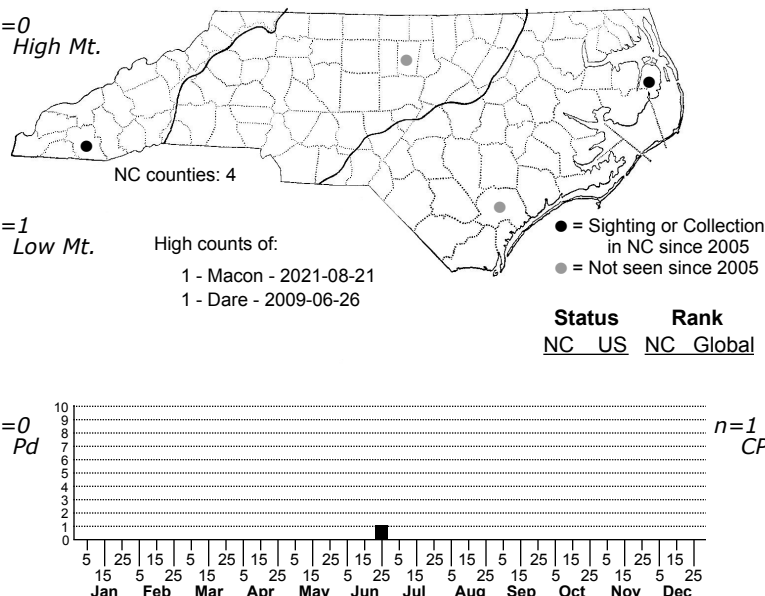 =0
High Mt.
NC counties: 4
=1
Low Mt.
High counts of:
1 - Macon - 2021-08-21
1 - Dare - 2009-06-26
● = Sighting or Collection
in NC since 2005
● = Not seen since 2005
Status Rank
NC US NC Global
=0
Pd
n=1
CP
10
9
8
7
6
5
4
3
2
1
0
5 25 15 5 25 15 5 25 15 5 25 15 5 25 15 5 25 15
15 5 25 15 5 25 15 5 25 15 5 25 15 5 25 15 5 25
Jan Feb Mar Apr May Jun Jul Aug Sep Oct Nov Dec